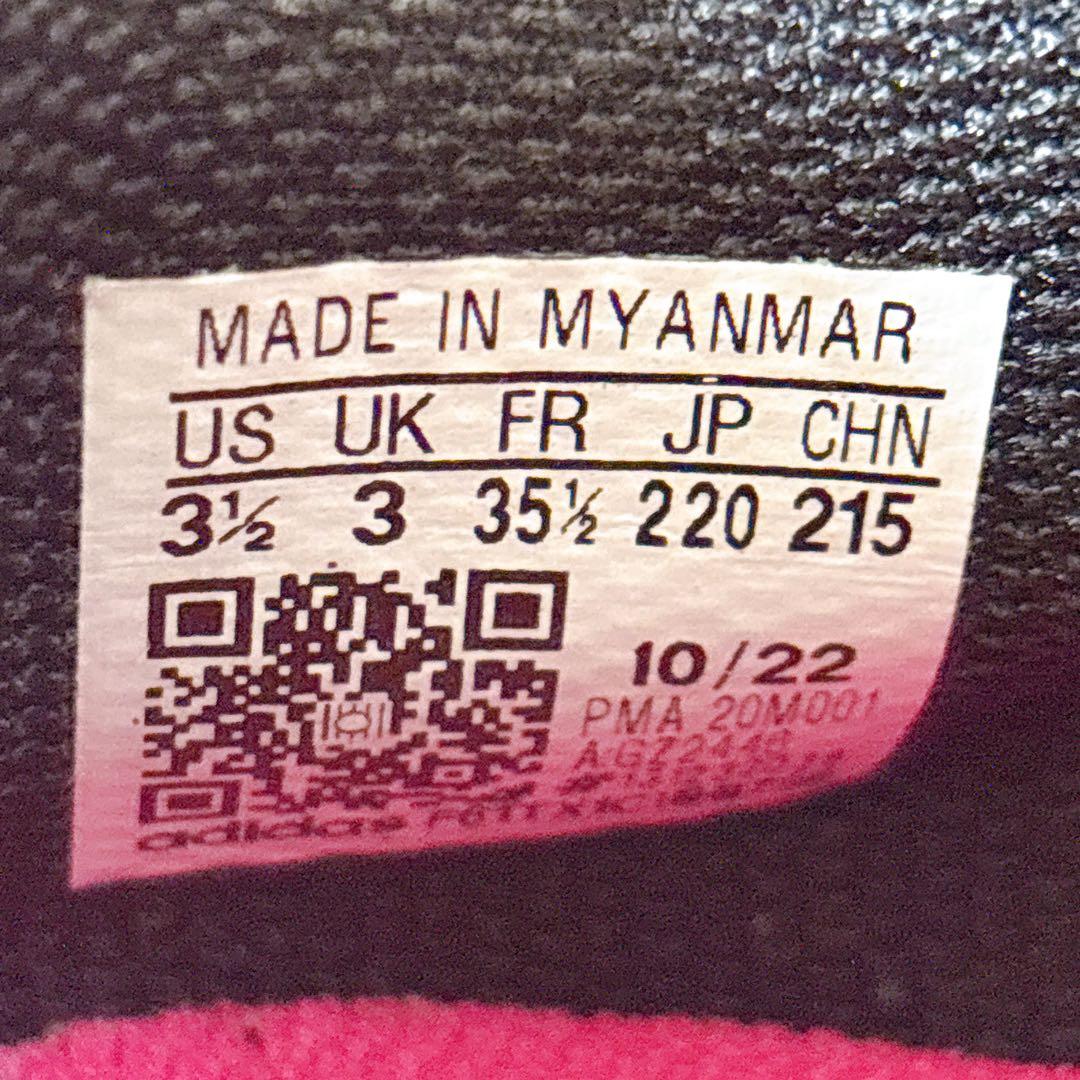 MADE IN MYANMAR
US UK FR JP CHN
3½ 3 35½ 220 215
10/22
PMA 20M001
adidas